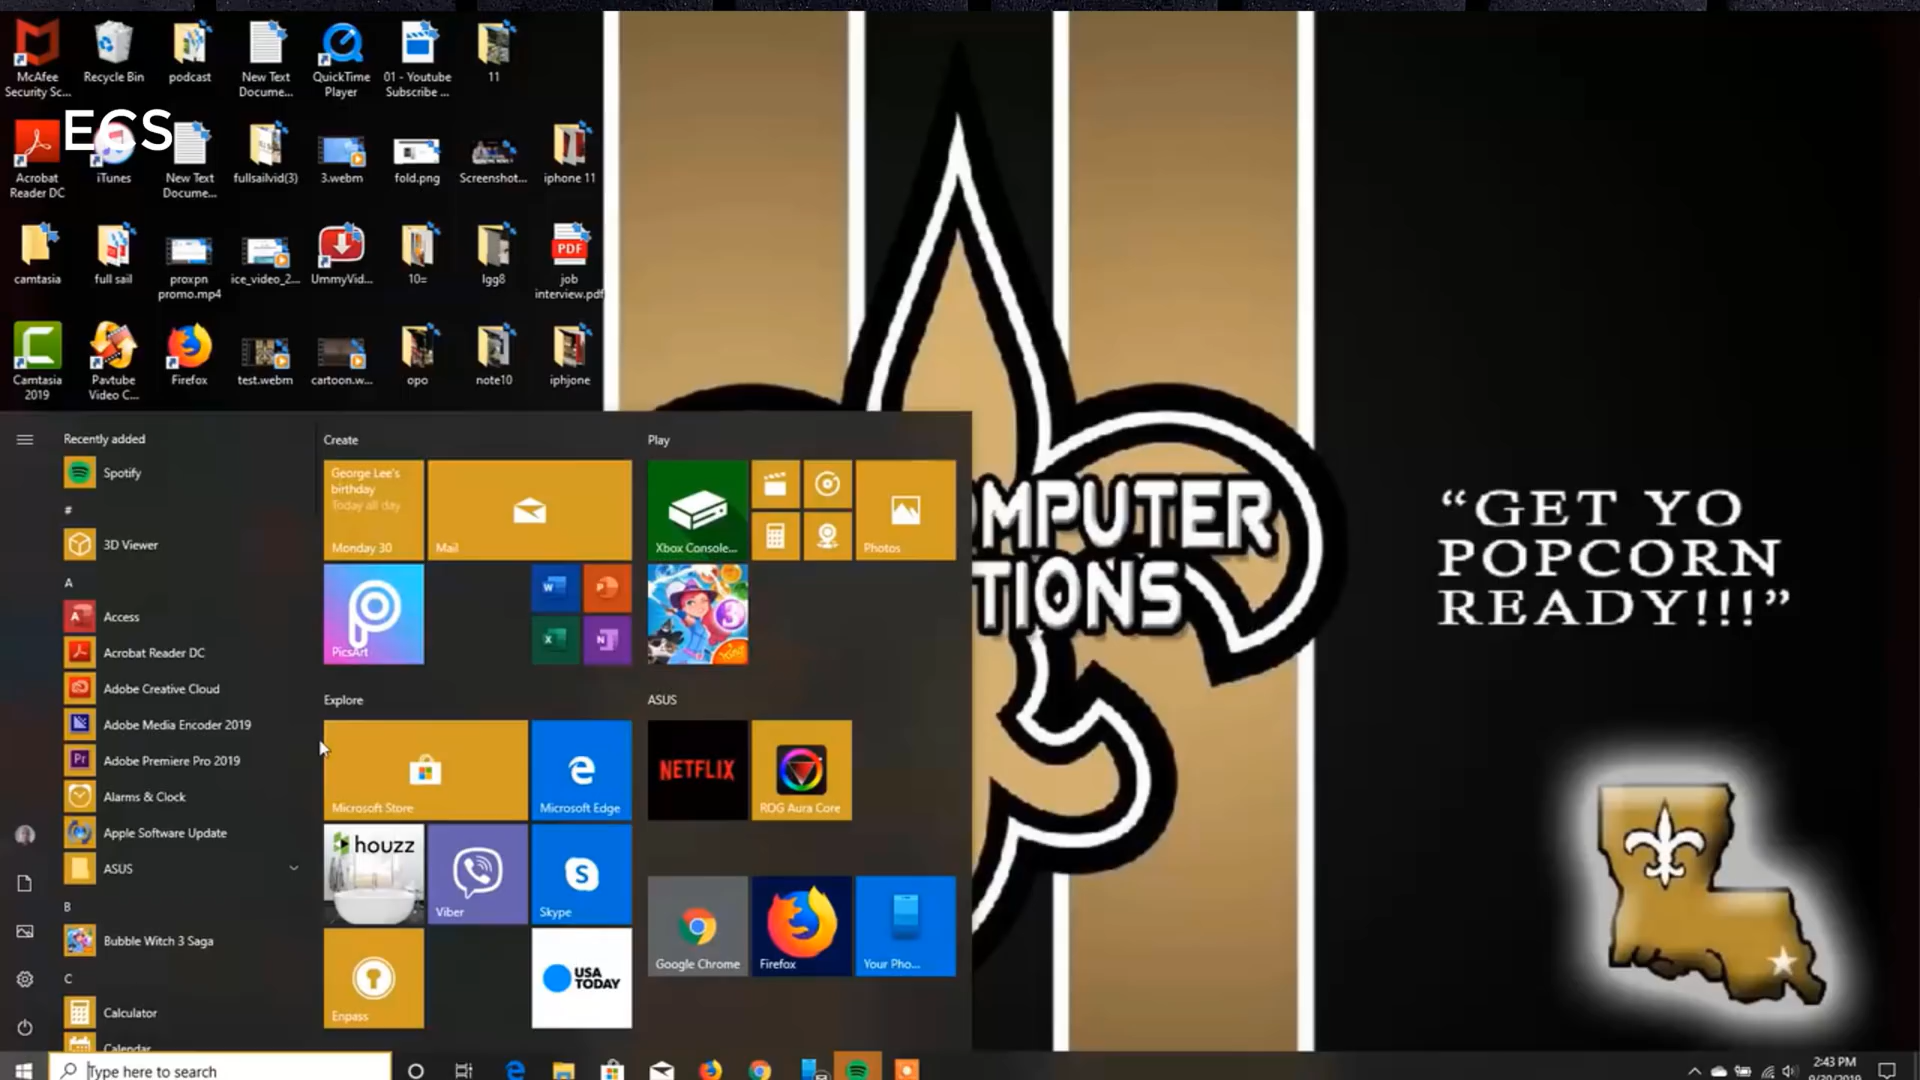 McAfee
Security Sc...
Recycle Bin
podcast
New Text
Docume...
QuickTime
Player
01 - Youtube
Subscribe ...
11
ECS
Acrobat
Reader DC
iTunes
New Text
Docume...
fullsailvid(3)
3.webm
fold.png
Screenshot...
iphone 11
camtasia
full sail
proxpn
promo.mp4
ice_video_2...
UmmyVid...
10=
lgg8
PDF
job
interview.pdf
Camtasia
2019
Pavtube
Video C...
Firefox
test.webm
cartoon.w...
opo
note10
iphjone
Recently added
Spotify
#
3D Viewer
A
Access
Acrobat Reader DC
Adobe Creative Cloud
Adobe Media Encoder 2019
Adobe Premiere Pro 2019
Alarms & Clock
Apple Software Update
ASUS
B
Bubble Witch 3 Saga
C
Calculator
Calendar
Create
George Lee's
birthday
Today all day
Monday 30
Mail
PicsArt
Explore
Microsoft Store
Microsoft Edge
houzz
Viber
Skype
Enpass
USA
TODAY
Play
Xbox Console...
Photos
ASUS
NETFLIX
ROG Aura Core
Google Chrome
Firefox
Your Pho...
OMPUTER
TIONS
“GET YO
POPCORN
READY!!!”
Type here to search
2:43 PM
9/30/2019